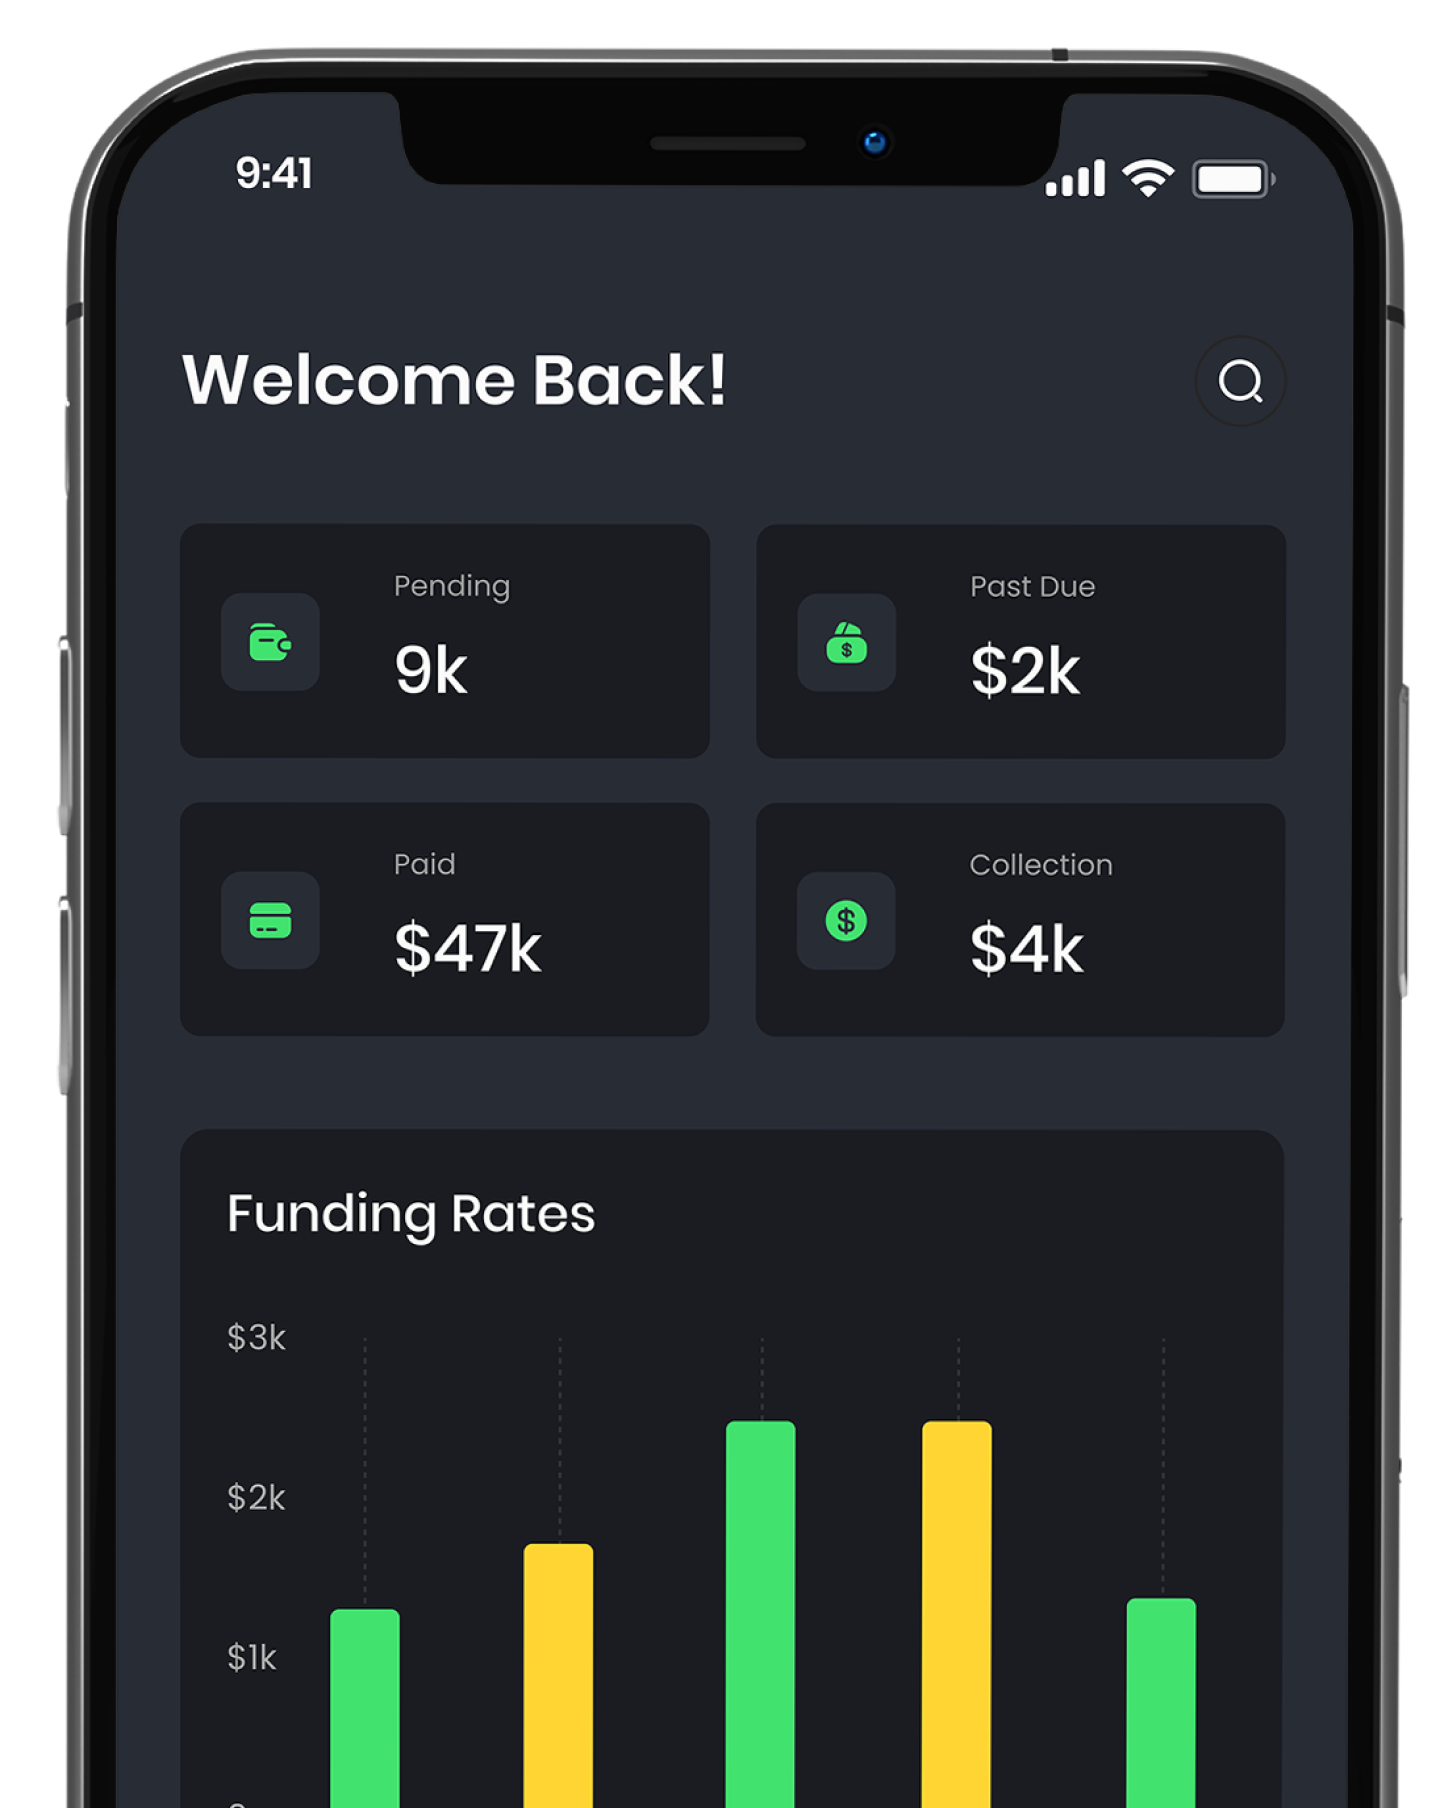 9:41
Welcome Back!
Pending
9k
Past Due
$2k
Paid
$47k
Collection
$4k
Funding Rates
$3k
$2k
$1k